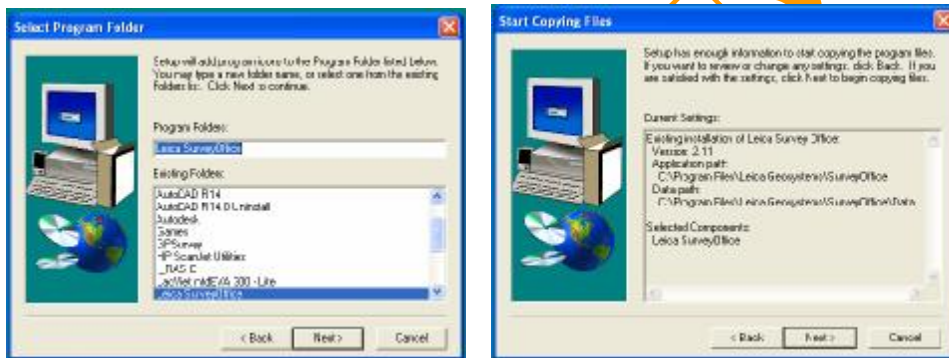 Select Program Folder
Setup will add program icons to the Program Folder listed below.
You may type a new folder name, or select one from the existing
Folders list. Click Next to continue.
Program Folders:
Leica SurveyOffice
Existing Folders:
AutoCAD R14
AutoCAD R14.0 Uninstall
Autodesk
Games
GPSurvey
HP ScanJet Utilities
300 -Lite
Leica SurveyOffice
< Back
Next >
Cancel
Start Copying Files
Setup has enough information to start copying the program files.
If you want to review or change any settings, click Back. If you
are satisfied with the settings, click Next to begin copying files.
Current Settings:
Existing installation of Leica Survey Office:
Version: 2.11
Application path:
C:\Program Files\Leica Geosystems\SurveyOffice
Data path:
C:\Program Files\Leica Geosystems\SurveyOffice\Data
Selected Components:
Leica SurveyOffice
< Back
Next >
Cancel